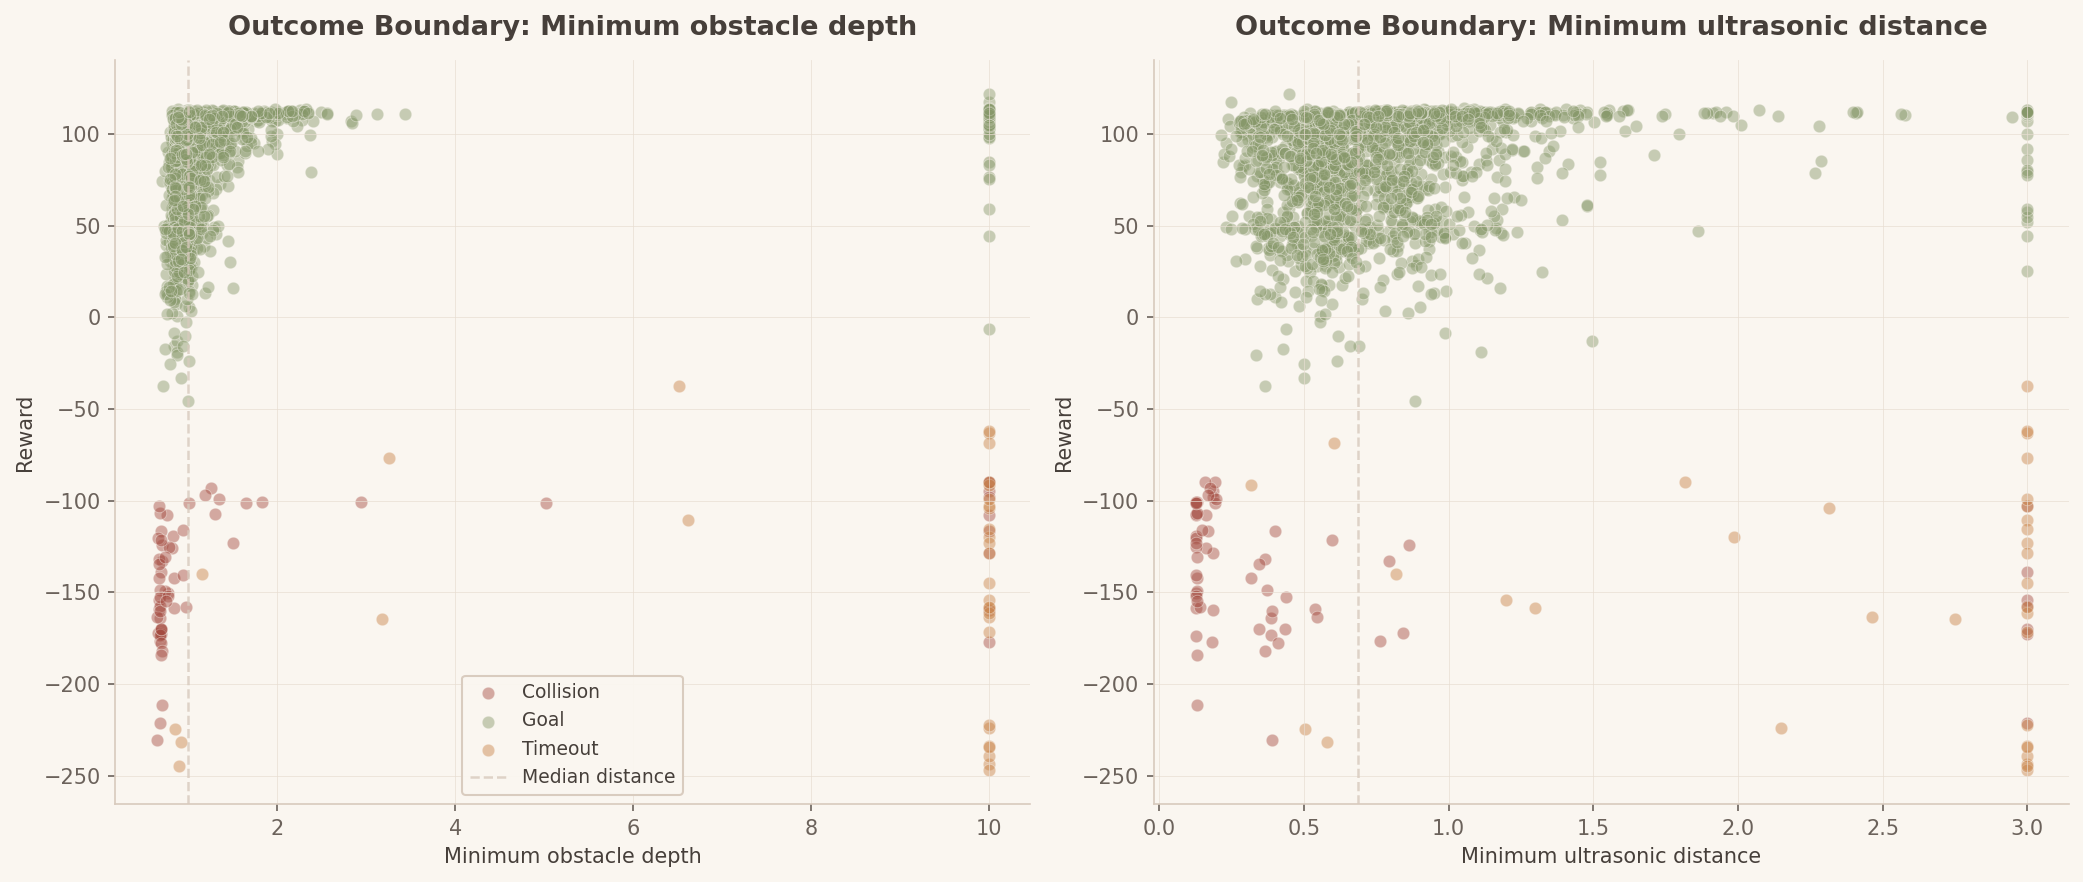 Outcome Boundary: Minimum obstacle depth
Reward
100
50
0
−50
−100
−150
−200
−250
Collision
Goal
Timeout
Median distance
2
4
6
8
10
Minimum obstacle depth
Outcome Boundary: Minimum ultrasonic distance
Reward
100
50
0
−50
−100
−150
−200
−250
0.0
0.5
1.0
1.5
2.0
2.5
3.0
Minimum ultrasonic distance